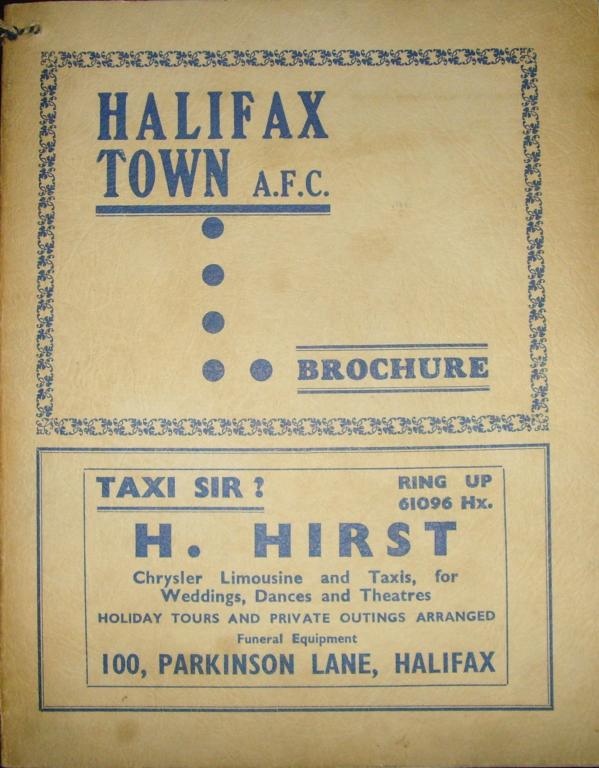 HALIFAX
TOWN A.F.C.
BROCHURE
TAXI SIR ?
RING UP
61096 Hx.
H. HIRST
Chrysler Limousine and Taxis, for
Weddings, Dances and Theatres
HOLIDAY TOURS AND PRIVATE OUTINGS ARRANGED
Funeral Equipment
100, PARKINSON LANE, HALIFAX